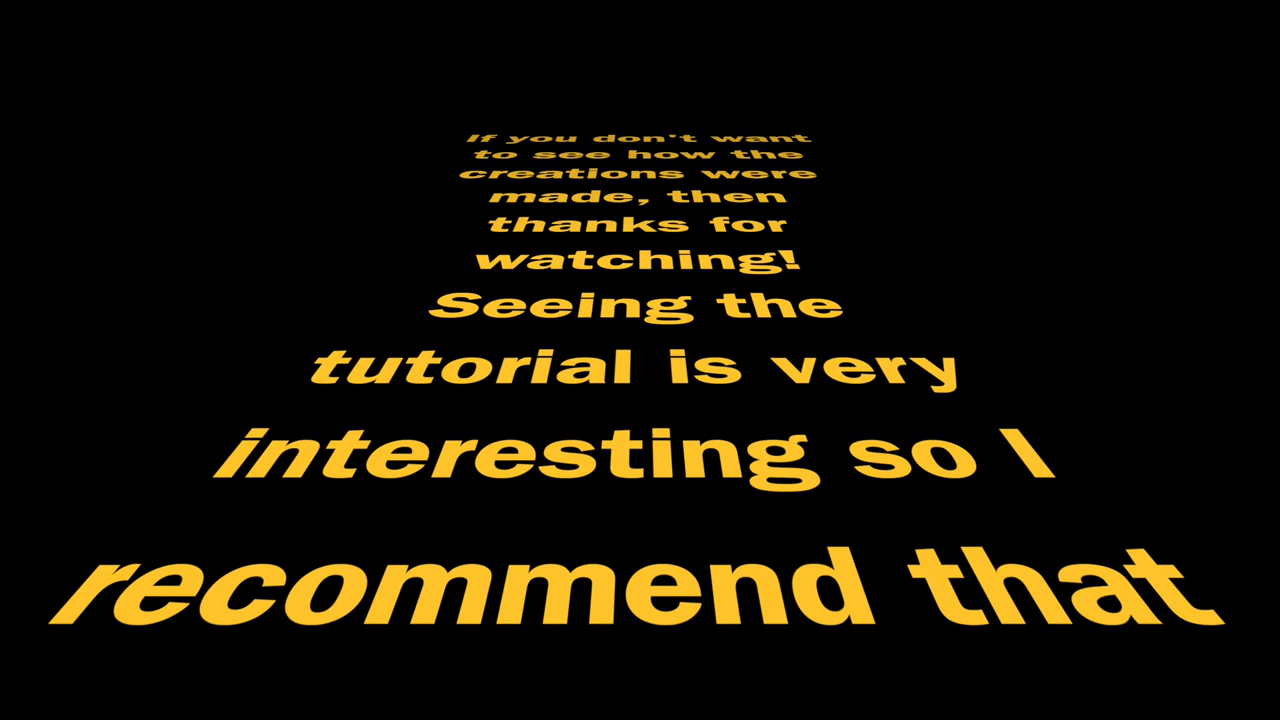 If you don't want
to see how the
creations were
made, then
thanks for
watching!
Seeing the
tutorial is very
interesting so I
recommend that